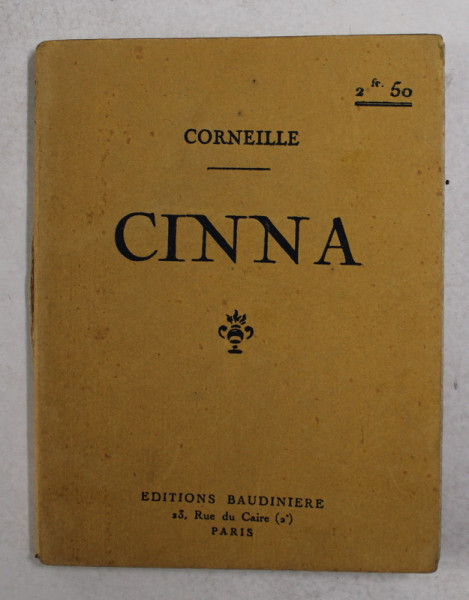 2 fr. 50
CORNEILLE
CINNA
EDITIONS BAUDINIERE
23, Rue du Caire (2e)
PARIS